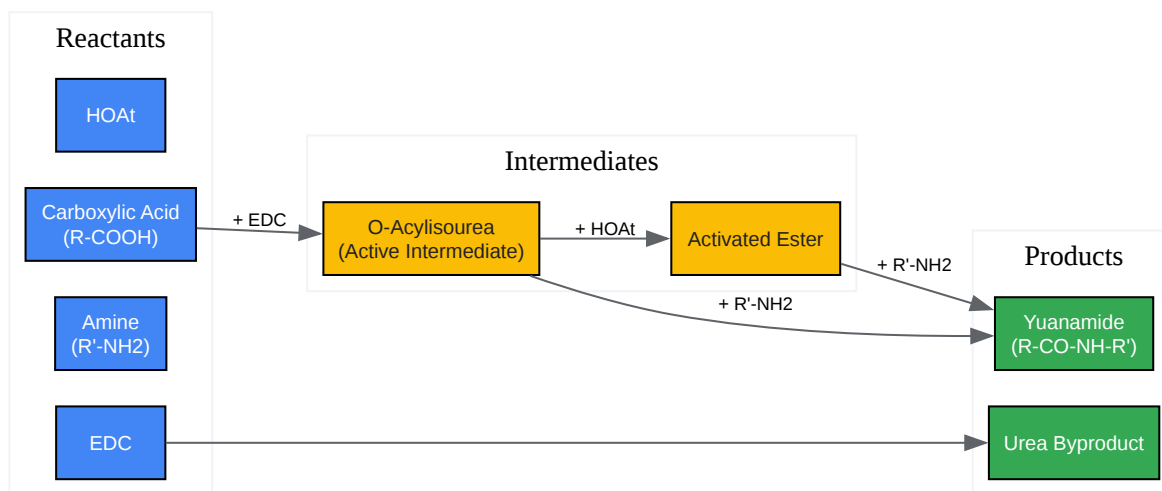 Reactants
HOAt
Carboxylic Acid
(R-COOH)
Amine
(R'-NH2)
EDC
+ EDC
Intermediates
O-Acylisourea
(Active Intermediate)
+ HOAt
Activated Ester
+ R'-NH2
+ R'-NH2
Products
Yuanamide
(R-CO-NH-R')
Urea Byproduct